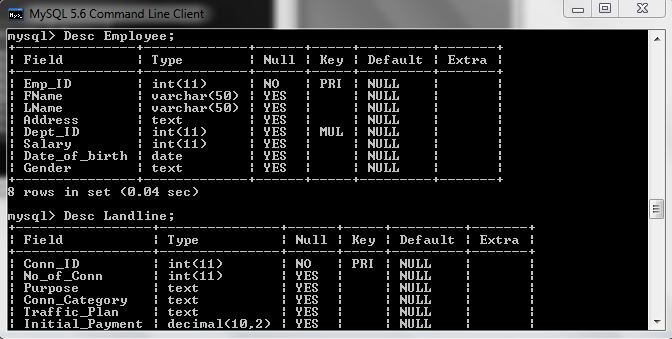 MySQL 5.6 Command Line Client
mysql> Desc Employee;
+---------------+-------------+------+-----+---------+-------+
| Field | Type | Null | Key | Default | Extra |
+---------------+-------------+------+-----+---------+-------+
| Emp_ID | int(11) | NO | PRI | NULL | |
| FName | varchar(50) | YES | | NULL | |
| LName | varchar(50) | YES | | NULL | |
| Address | text | YES | | NULL | |
| Dept_ID | int(11) | YES | MUL | NULL | |
| Salary | int(11) | YES | | NULL | |
| Date_of_birth | date | YES | | NULL | |
| Gender | text | YES | | NULL | |
+---------------+-------------+------+-----+---------+-------+
8 rows in set (0.04 sec)
mysql> Desc Landline;
+-----------------+---------------+------+-----+---------+-------+
| Field | Type | Null | Key | Default | Extra |
+-----------------+---------------+------+-----+---------+-------+
| Conn_ID | int(11) | NO | PRI | NULL | |
| No_of_Conn | int(11) | YES | | NULL | |
| Purpose | text | YES | | NULL | |
| Conn_Category | text | YES | | NULL | |
| Traffic_Plan | text | YES | | NULL | |
| Initial_Payment | decimal(10,2) | YES | | NULL | |